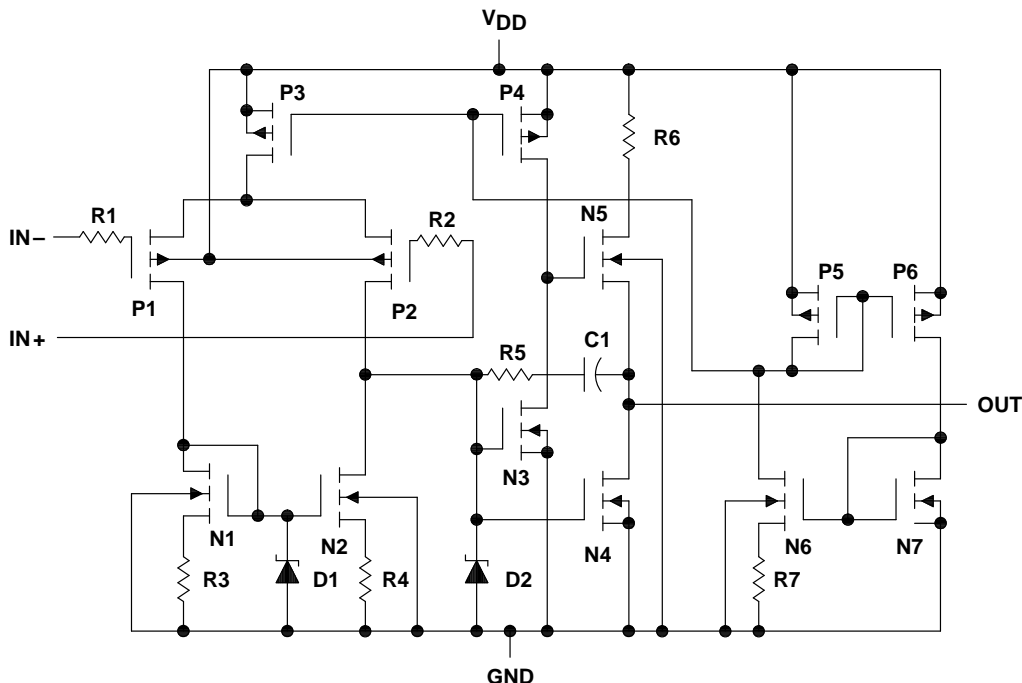 VDD
P3
P4
R6
R1
R2
N5
IN−
P5
P6
P1
P2
IN+
R5
C1
OUT
N3
N1
N2
N4
N6
N7
R3
D1
R4
D2
R7
GND